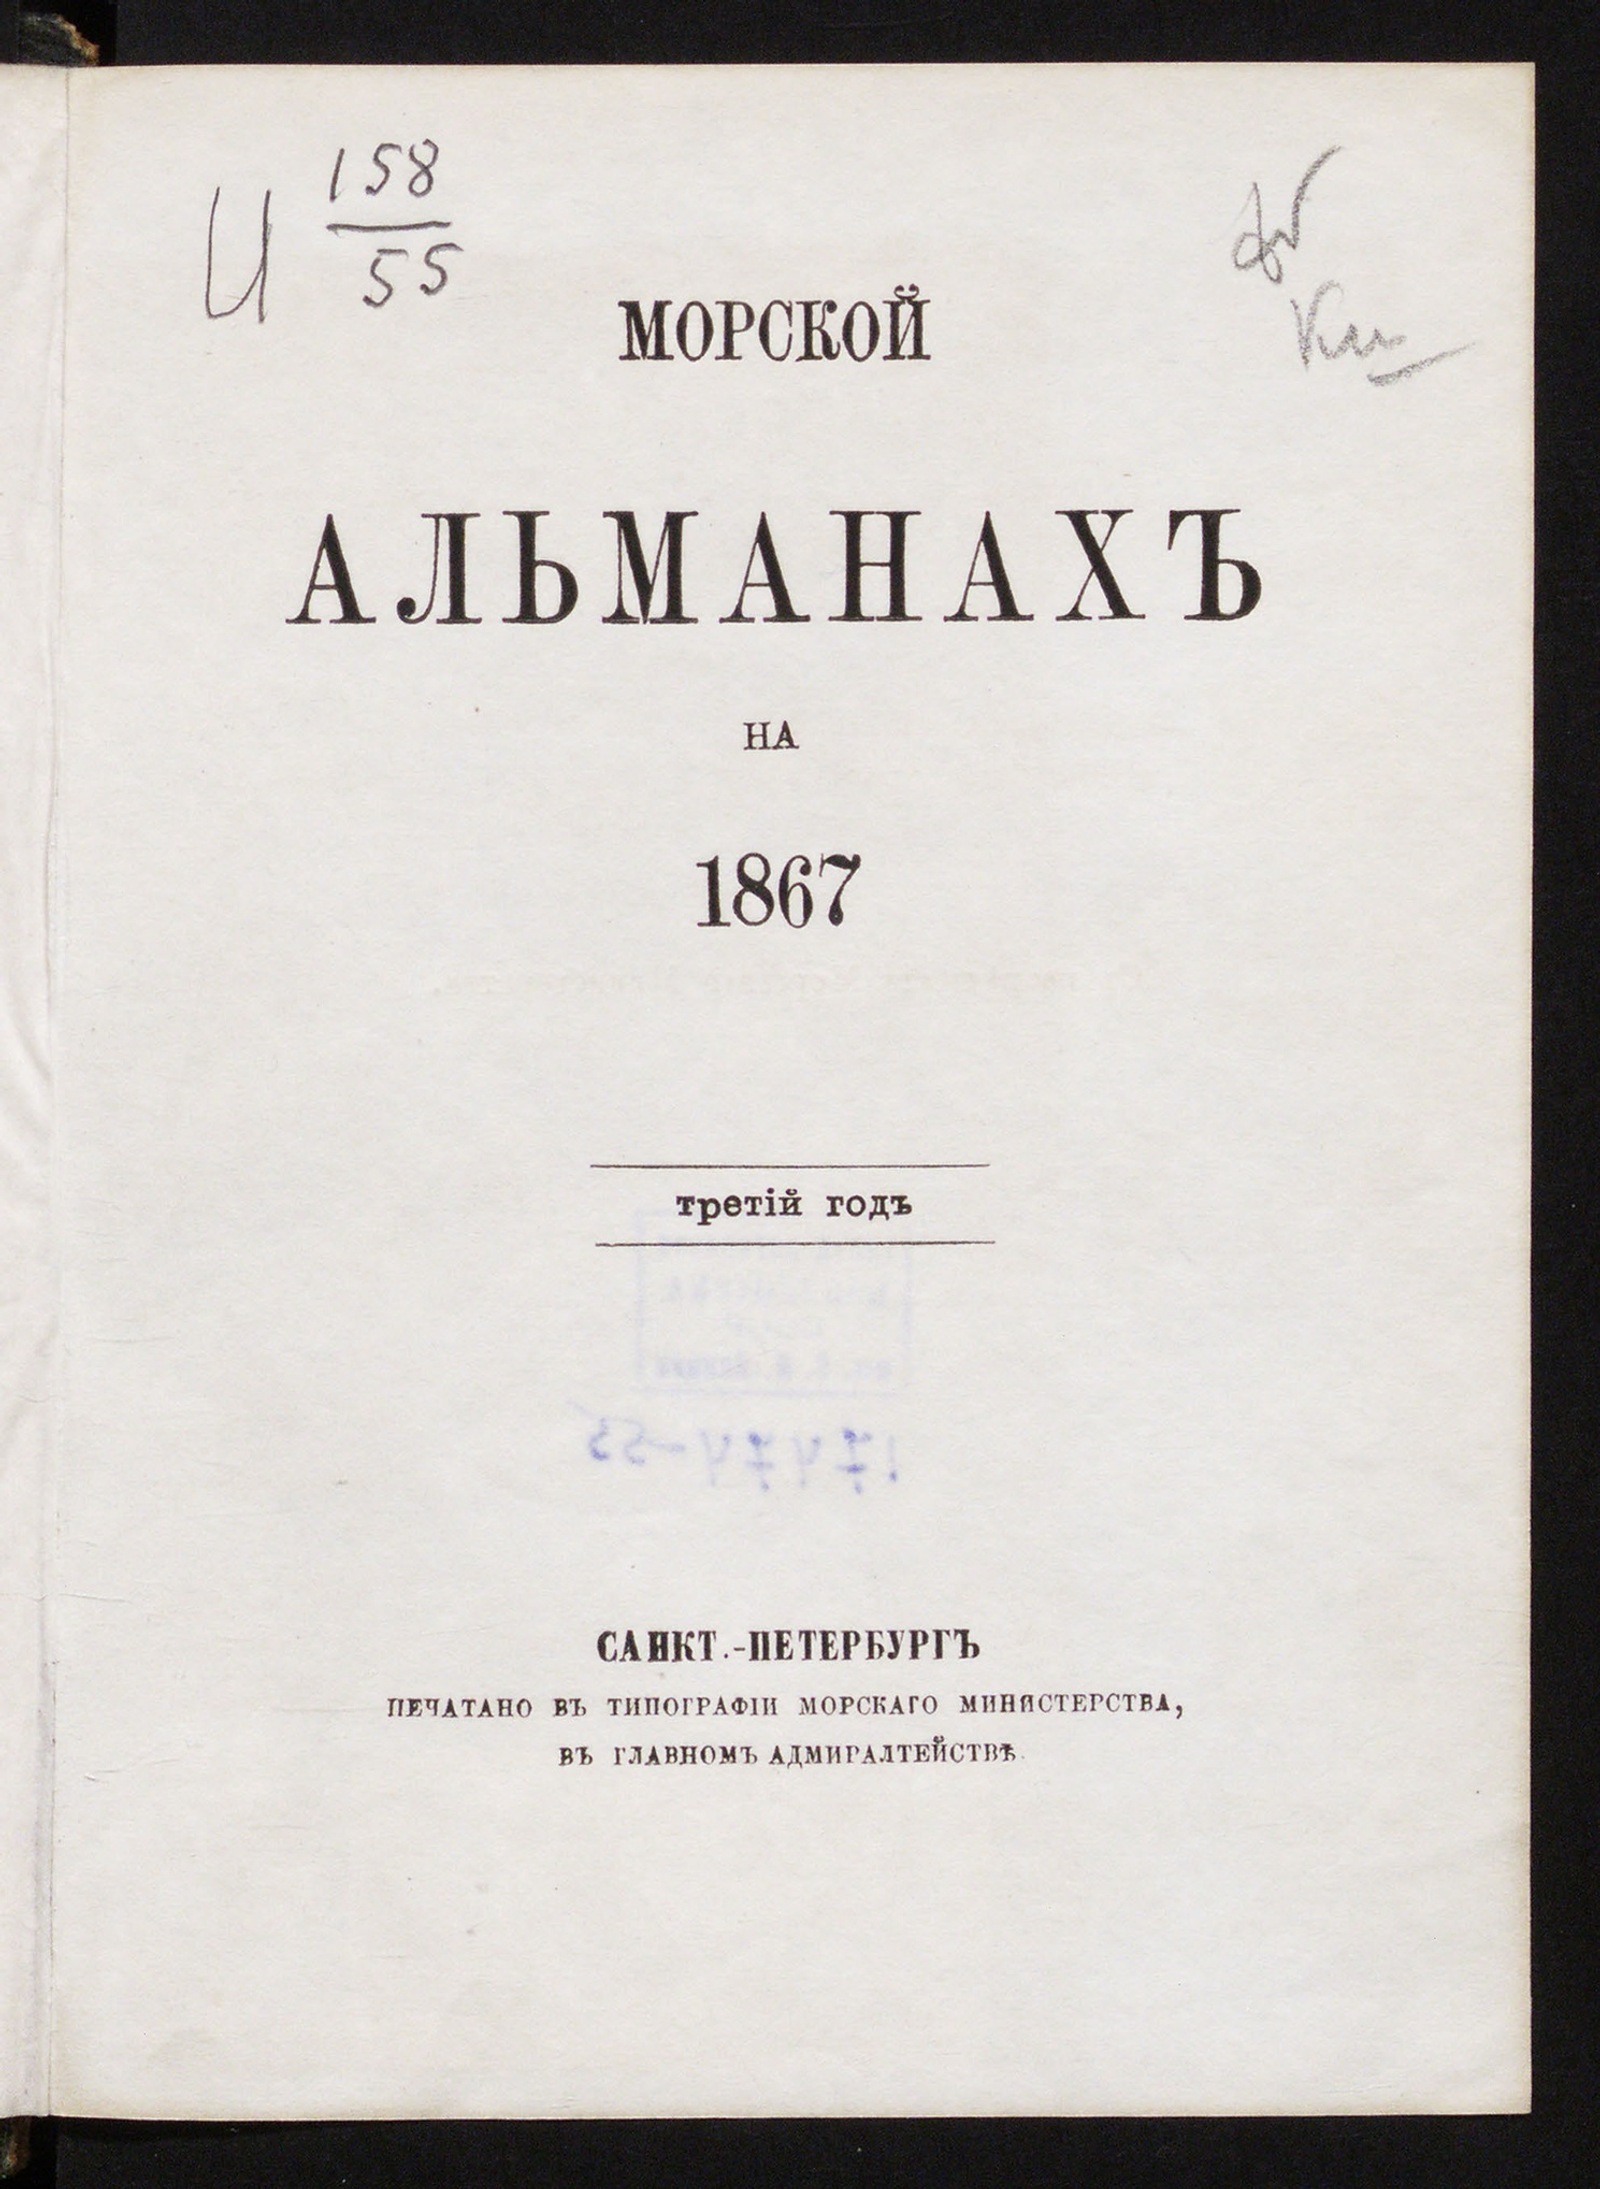 И 158
55
МОРСКОЙ
АЛЬМАНАХЪ
НА
1867
третій годъ
САНКТ.-ПЕТЕРБУРГЪ
ПЕЧАТАНО ВЪ ТИПОГРАФІИ МОРСКАГО МИНИСТЕРСТВА,
ВЪ ГЛАВНОМЪ АДМИРАЛТЕЙСТВѢ.